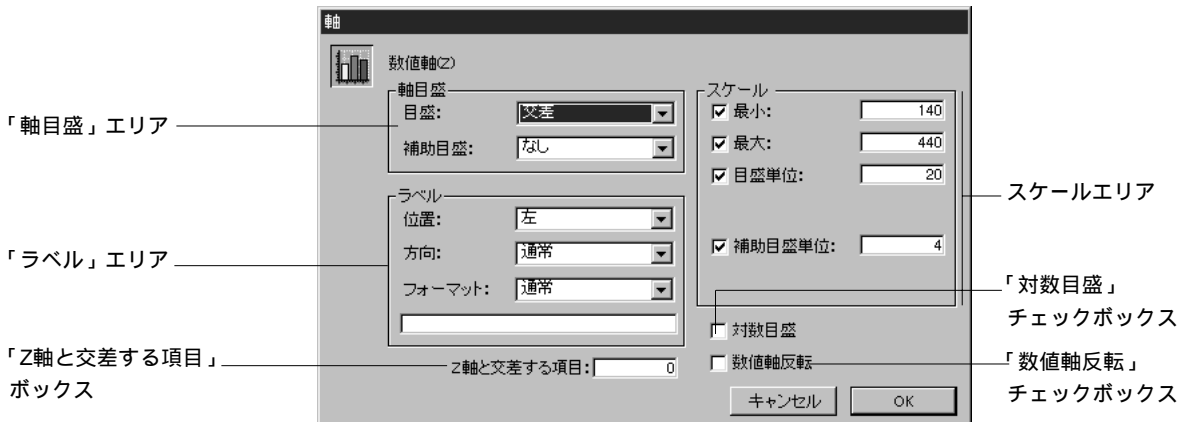 軸
数値軸(Z)
軸目盛
目盛: 交差
補助目盛: なし
ラベル
位置: 左
方向: 通常
フォーマット: 通常
Z軸と交差する項目: 0
スケール
最小: 140
最大: 440
目盛単位: 20
補助目盛単位: 4
対数目盛
数値軸反転
キャンセル OK
「軸目盛」エリア
「ラベル」エリア
「Z軸と交差する項目」
ボックス
スケールエリア
「対数目盛」
チェックボックス
「数値軸反転」
チェックボックス